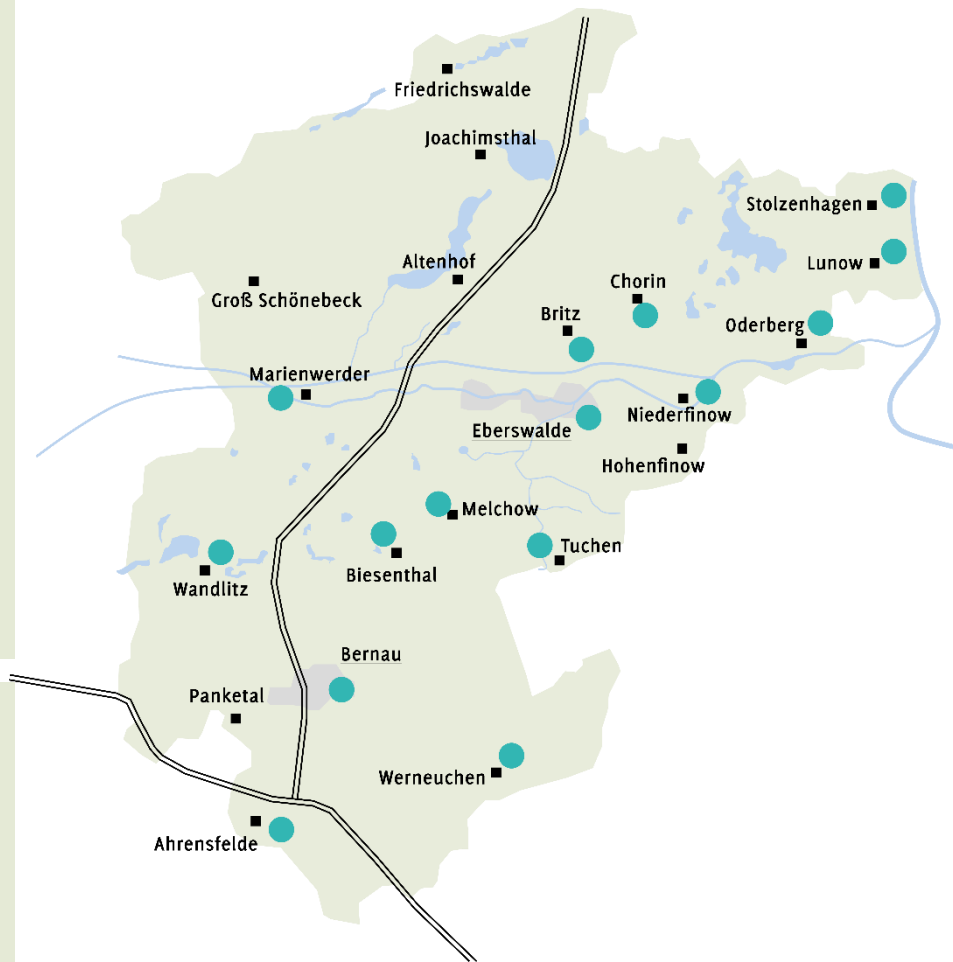 Friedrichswalde
Joachimsthal
Stolzenhagen
Altenhof
Lunow
Groß Schönebeck
Chorin
Britz
Oderberg
Marienwerder
Niederfinow
Eberswalde
Hohenfinow
Melchow
Tuchen
Biesenthal
Wandlitz
Bernau
Panketal
Werneuchen
Ahrensfelde